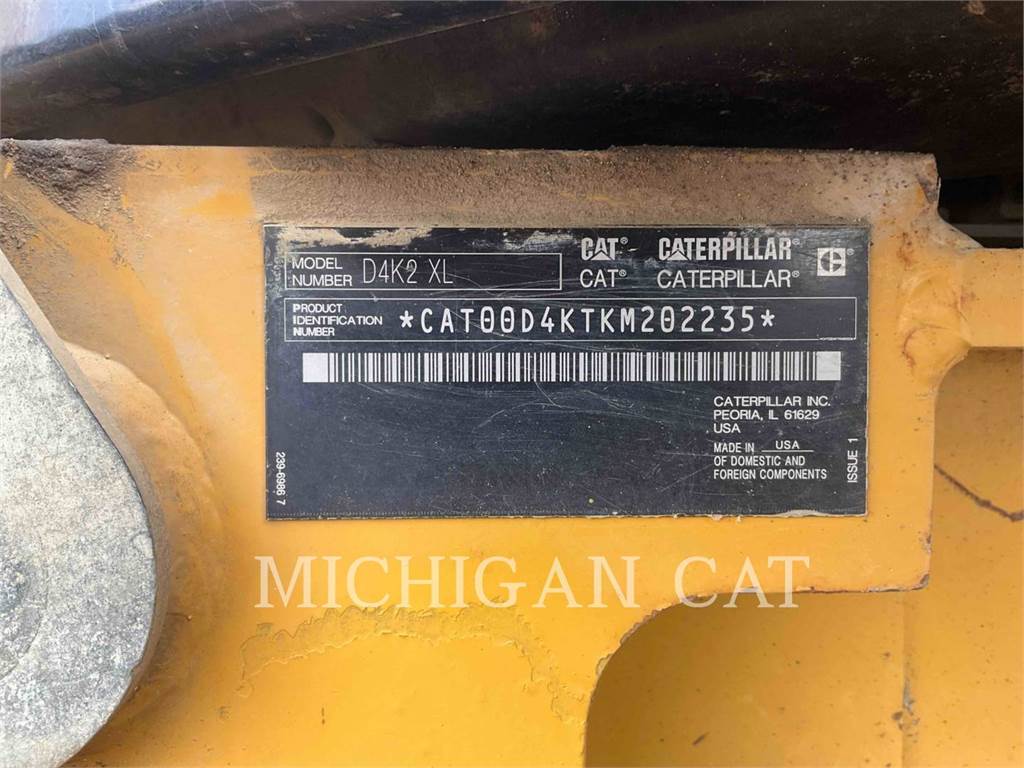 MODEL NUMBER D4K2 XL
CAT® CATERPILLAR®
CAT® CATERPILLAR®
PRODUCT
IDENTIFICATION
NUMBER
*CAT00D4KTKM202235*
CATERPILLAR INC.
PEORIA, IL 61629
USA
MADE IN USA
OF DOMESTIC AND
FOREIGN COMPONENTS
ISSUE 1
239-6986 7
MICHIGAN CAT